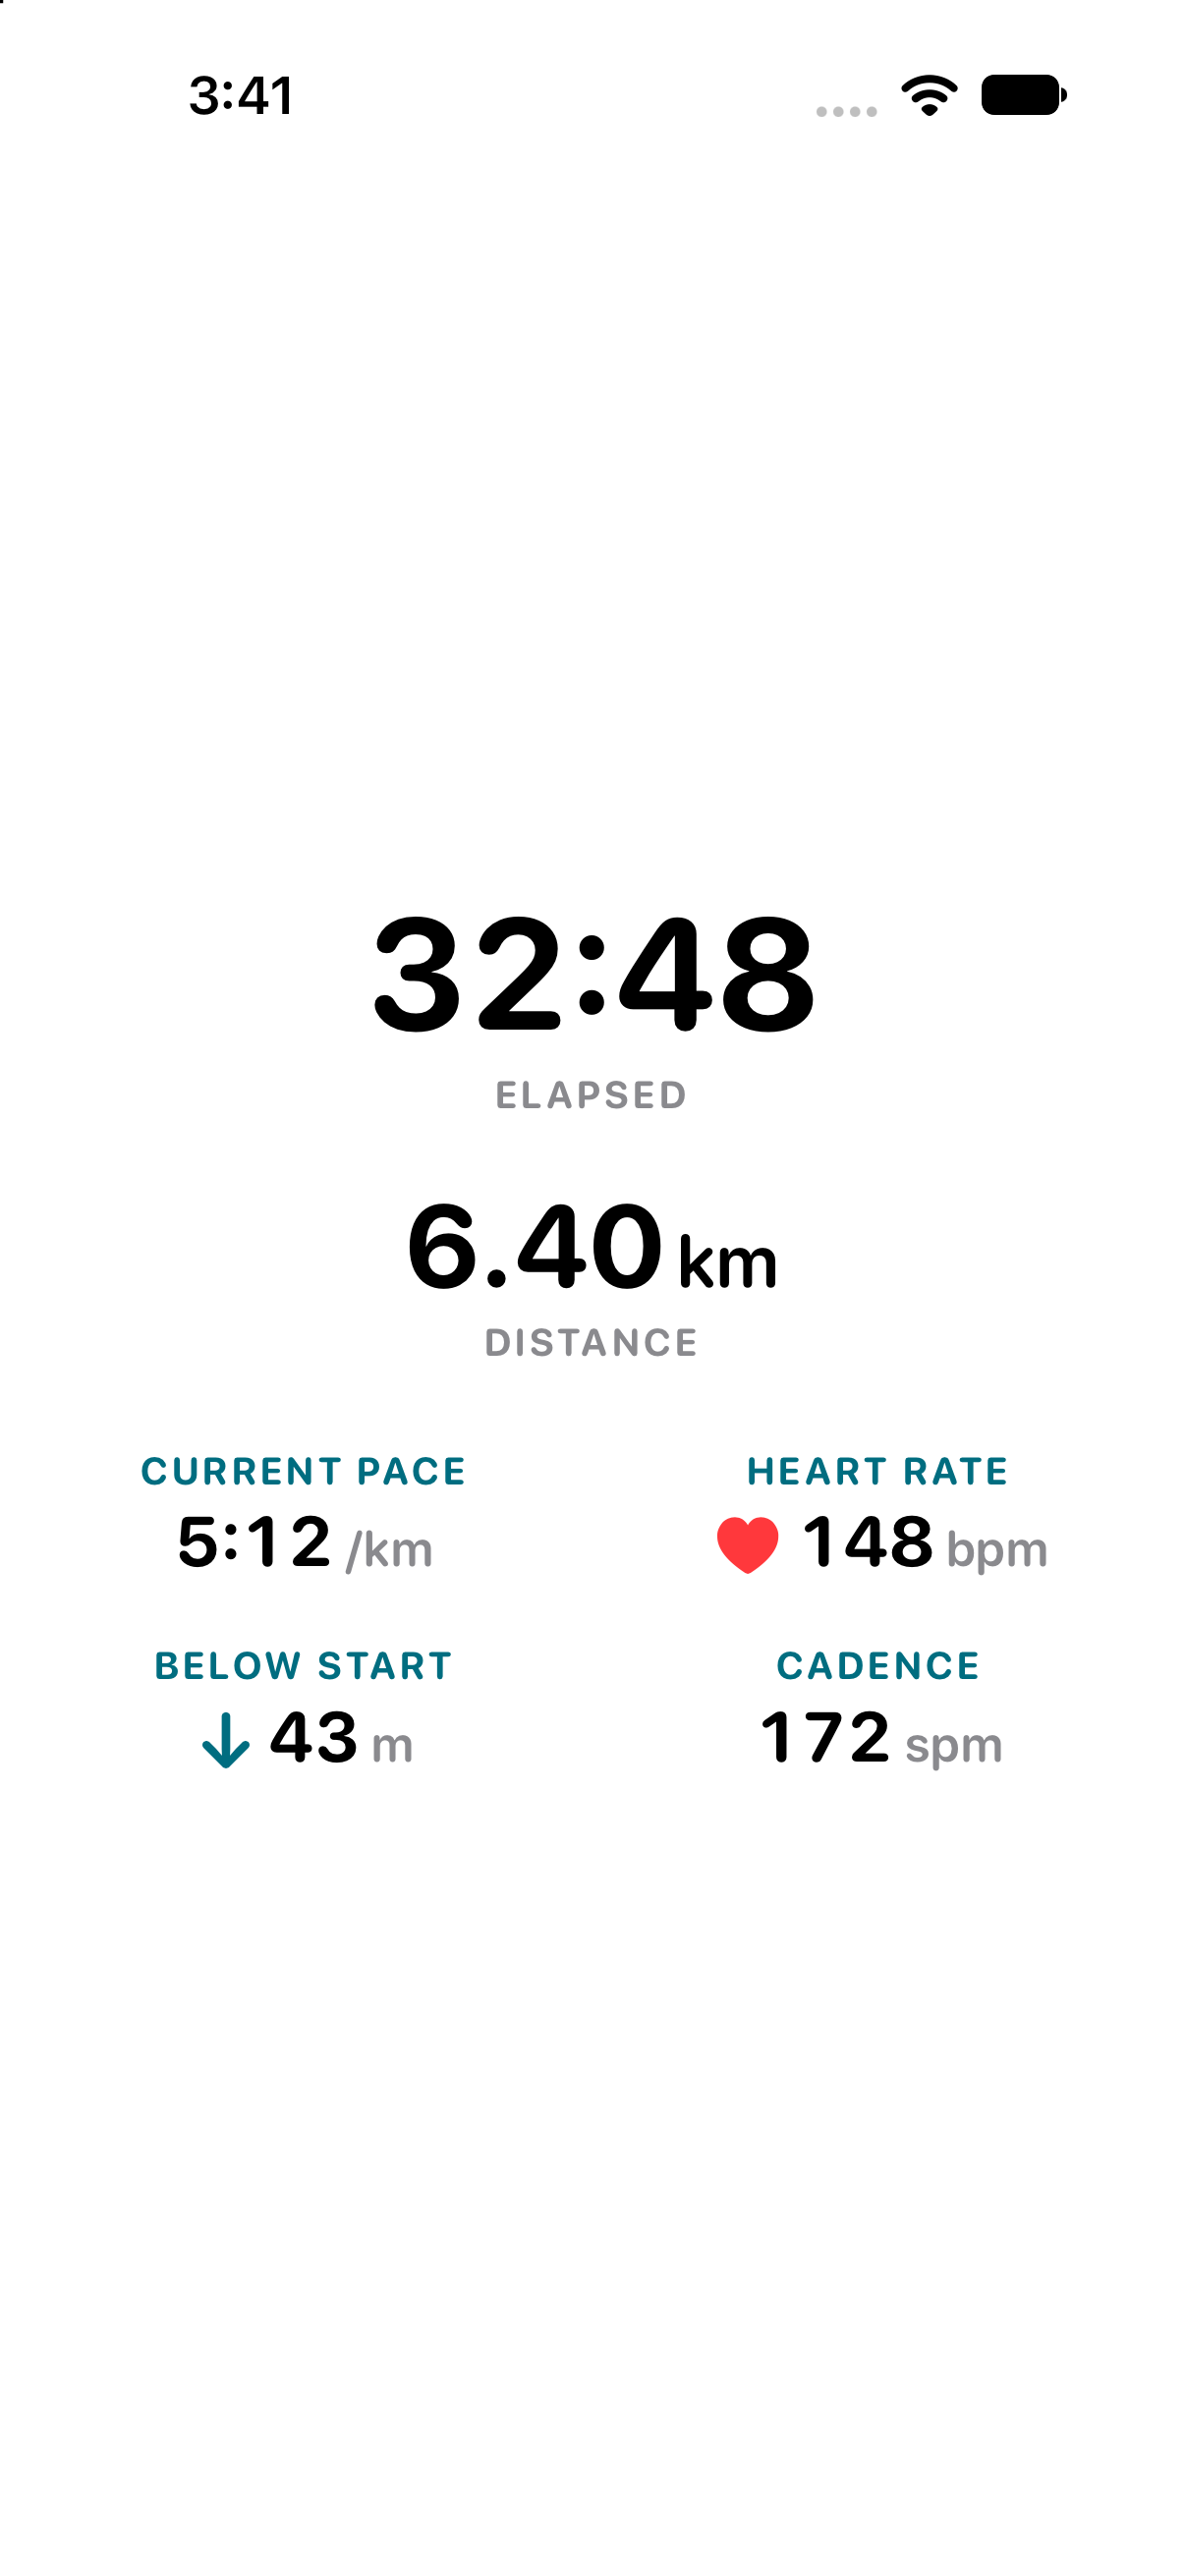 3:41
32:48
ELAPSED
6.40 km
DISTANCE
CURRENT PACE
5:12 /km
HEART RATE
148 bpm
BELOW START
43 m
CADENCE
172 spm